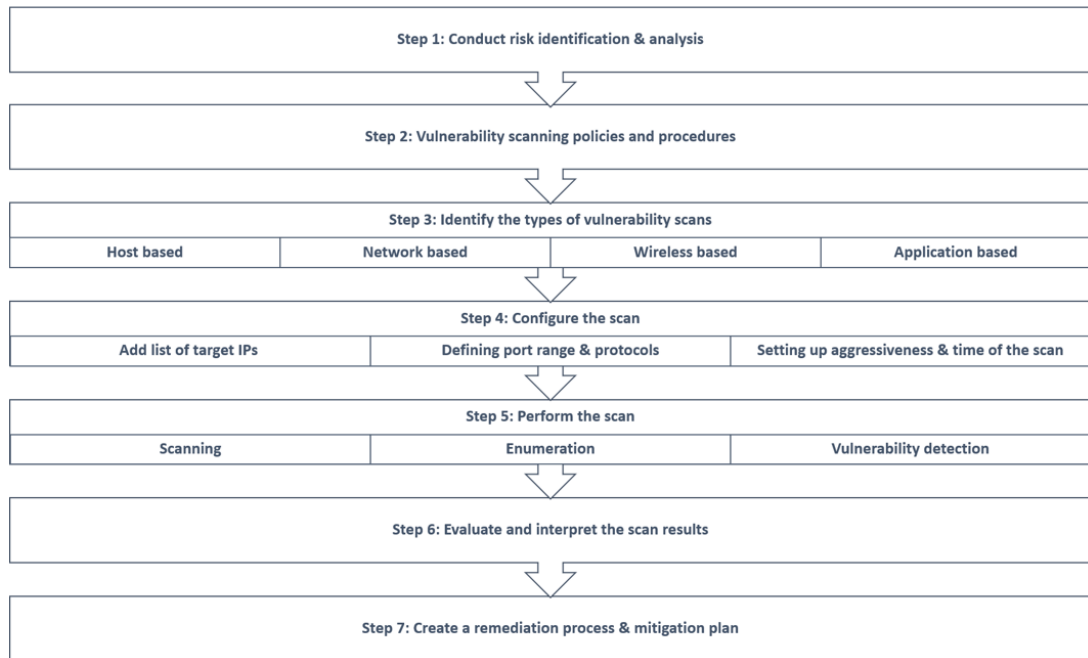 Step 1: Conduct risk identification & analysis
Step 2: Vulnerability scanning policies and procedures
Step 3: Identify the types of vulnerability scans
Host based
Network based
Wireless based
Application based
Step 4: Configure the scan
Add list of target IPs
Defining port range & protocols
Setting up aggressiveness & time of the scan
Step 5: Perform the scan
Scanning
Enumeration
Vulnerability detection
Step 6: Evaluate and interpret the scan results
Step 7: Create a remediation process & mitigation plan